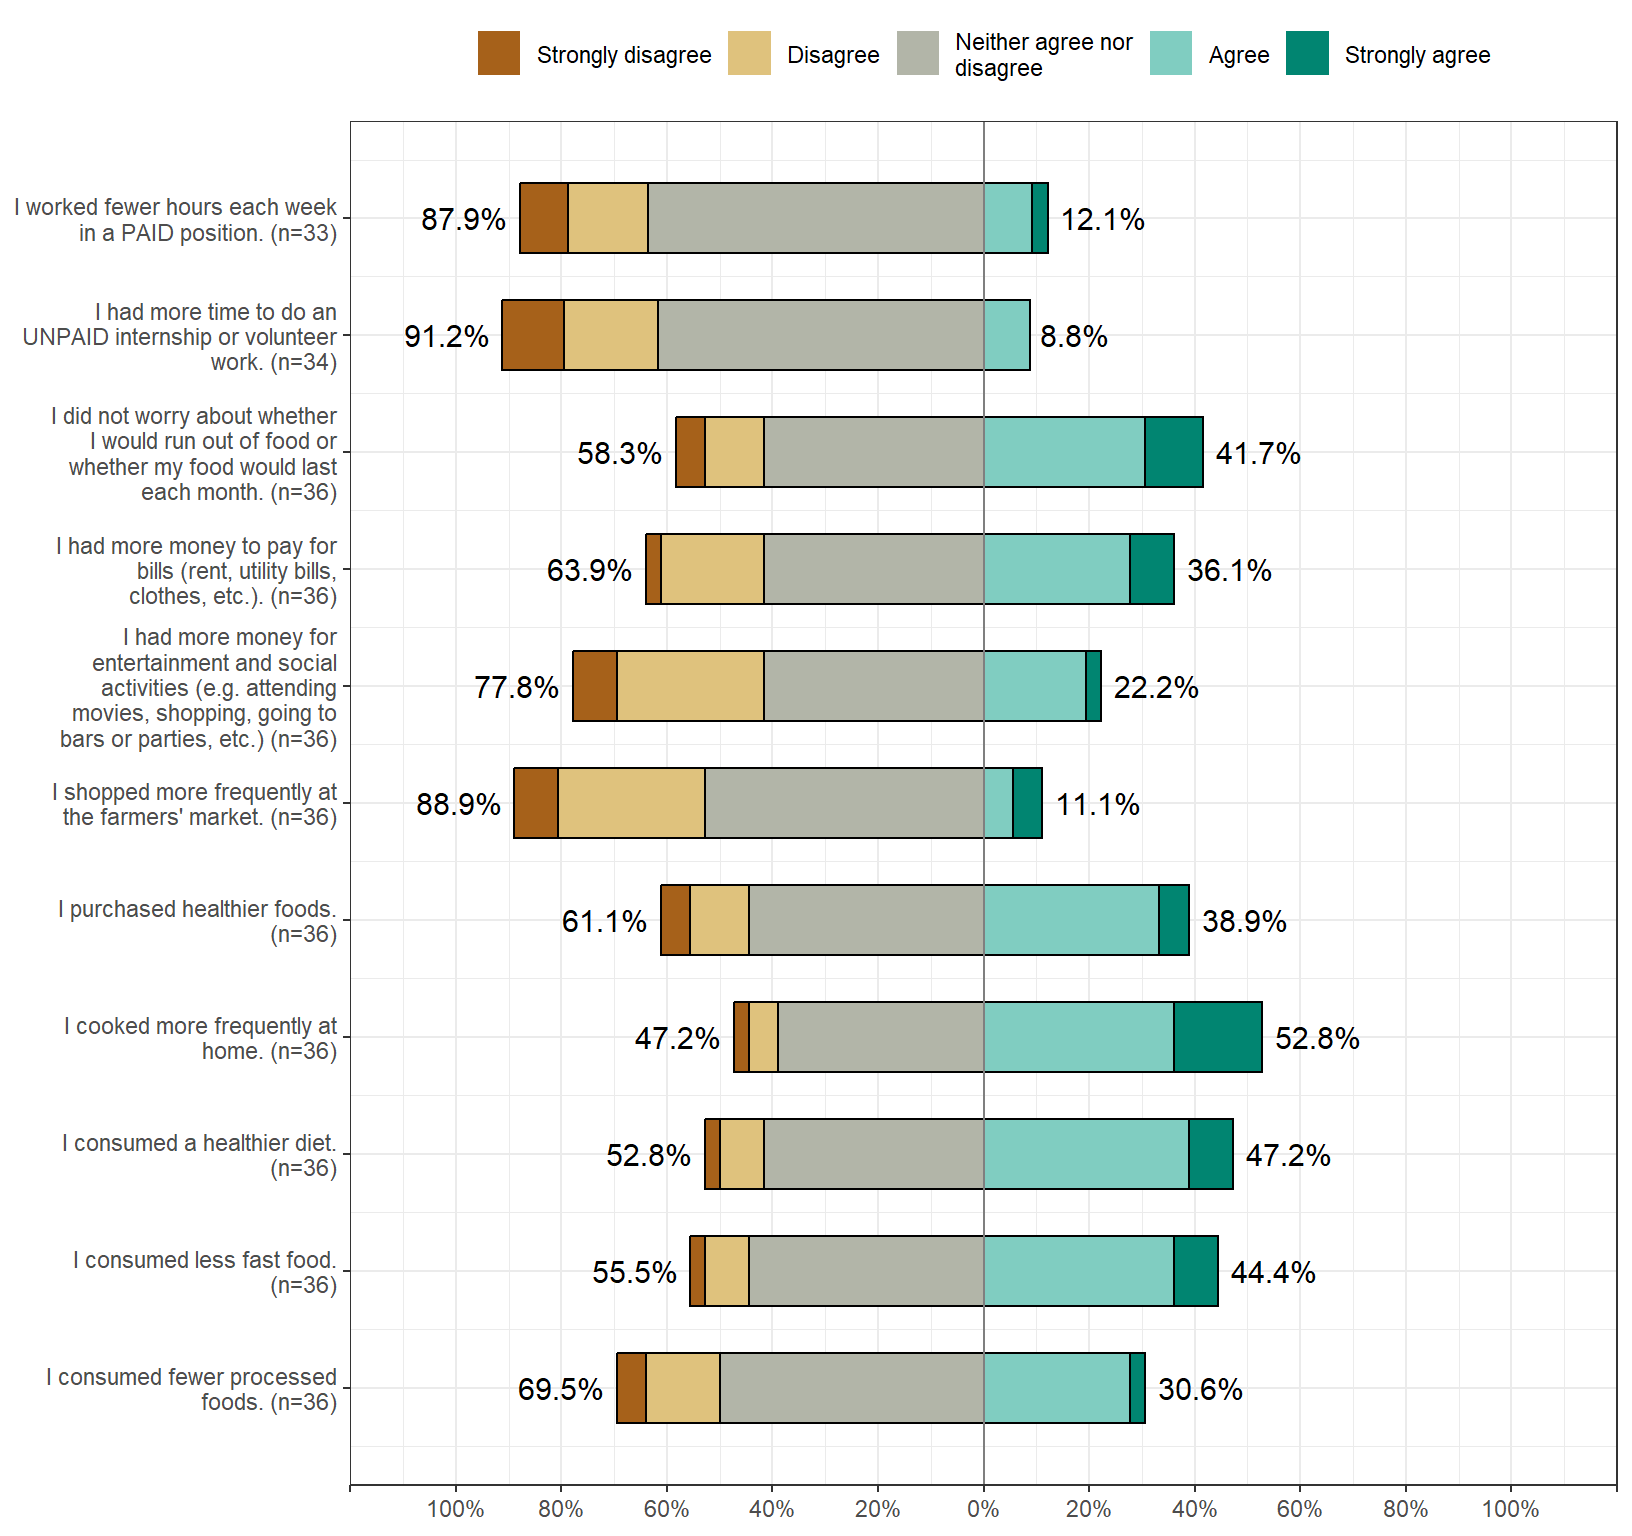 Strongly disagree
Disagree
Neither agree nor
disagree
Agree
Strongly agree
I worked fewer hours each week
in a PAID position. (n=33)
87.9%
12.1%
I had more time to do an
UNPAID internship or volunteer
work. (n=34)
91.2%
8.8%
I did not worry about whether
I would run out of food or
whether my food would last
each month. (n=36)
58.3%
41.7%
I had more money to pay for
bills (rent, utility bills,
clothes, etc.). (n=36)
63.9%
36.1%
I had more money for
entertainment and social
activities (e.g. attending
movies, shopping, going to
bars or parties, etc.) (n=36)
77.8%
22.2%
I shopped more frequently at
the farmers' market. (n=36)
88.9%
11.1%
I purchased healthier foods.
(n=36)
61.1%
38.9%
I cooked more frequently at
home. (n=36)
47.2%
52.8%
I consumed a healthier diet.
(n=36)
52.8%
47.2%
I consumed less fast food.
(n=36)
55.5%
44.4%
I consumed fewer processed
foods. (n=36)
69.5%
30.6%
100% 80% 60% 40% 20% 0% 20% 40% 60% 80% 100%